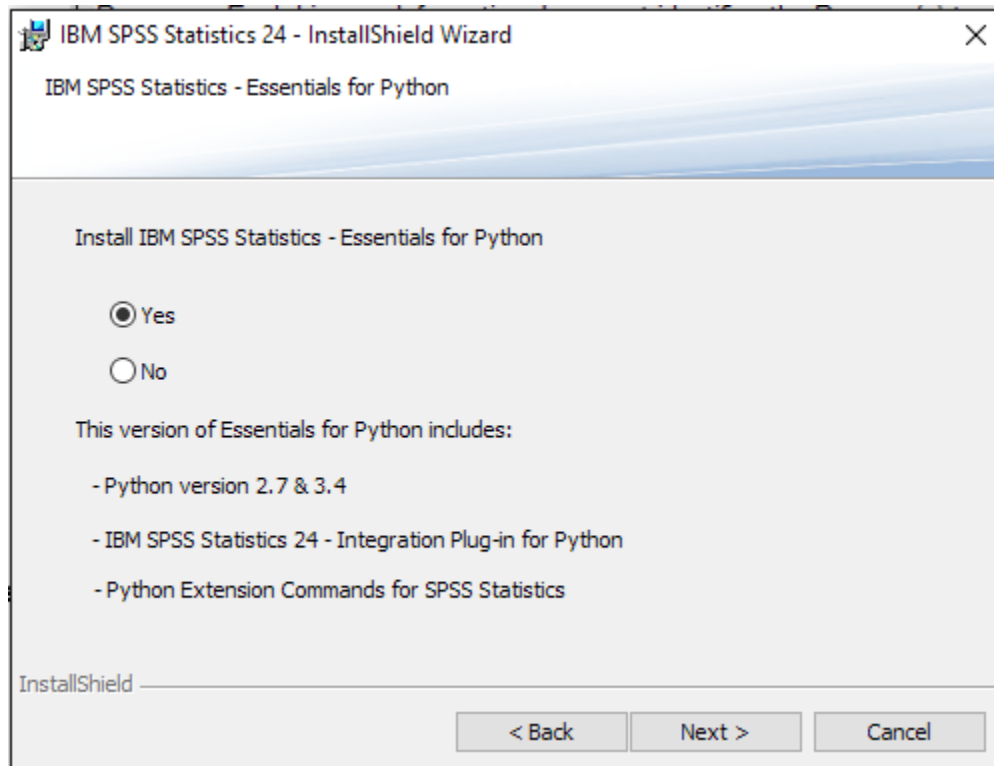 IBM SPSS Statistics 24 - InstallShield Wizard
IBM SPSS Statistics - Essentials for Python
Install IBM SPSS Statistics - Essentials for Python
Yes
No
This version of Essentials for Python includes:
- Python version 2.7 & 3.4
- IBM SPSS Statistics 24 - Integration Plug-in for Python
- Python Extension Commands for SPSS Statistics
InstallShield
< Back
Next >
Cancel